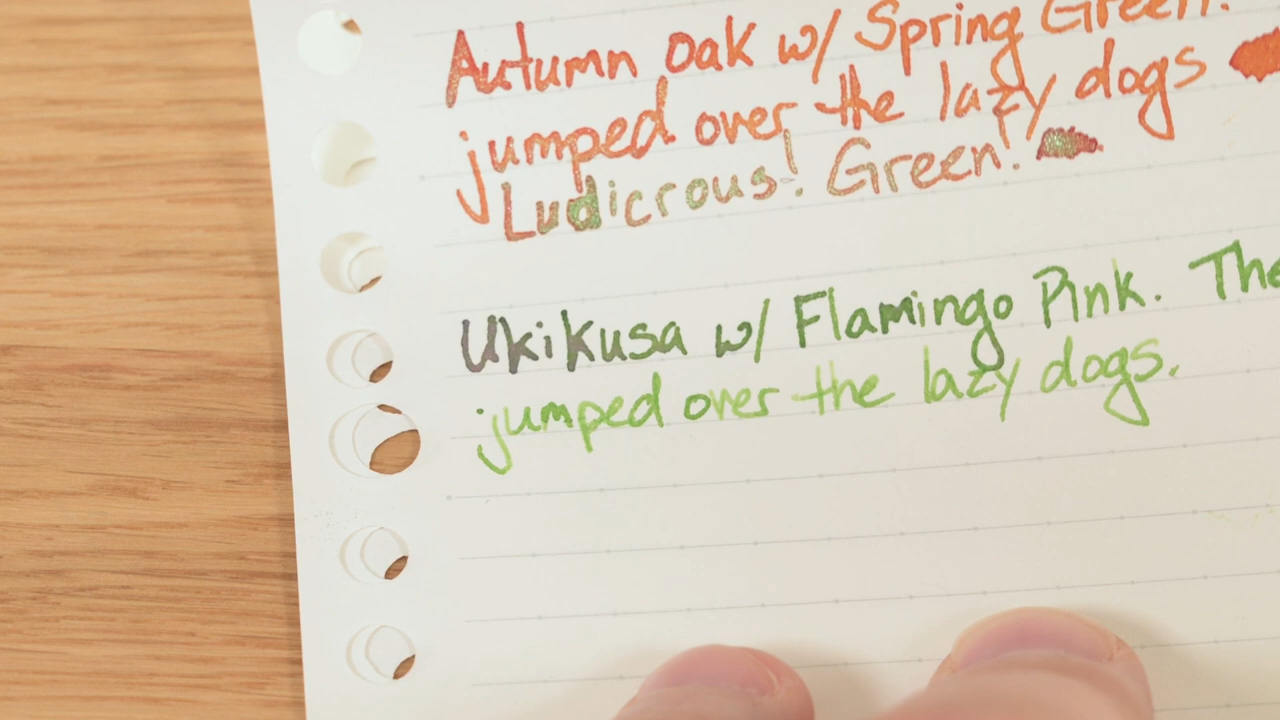 Autumn Oak w/ Spring Green.
jumped over the lazy dogs
Ludicrous! Green!
Ukikusa w/ Flamingo Pink. The
jumped over the lazy dogs.